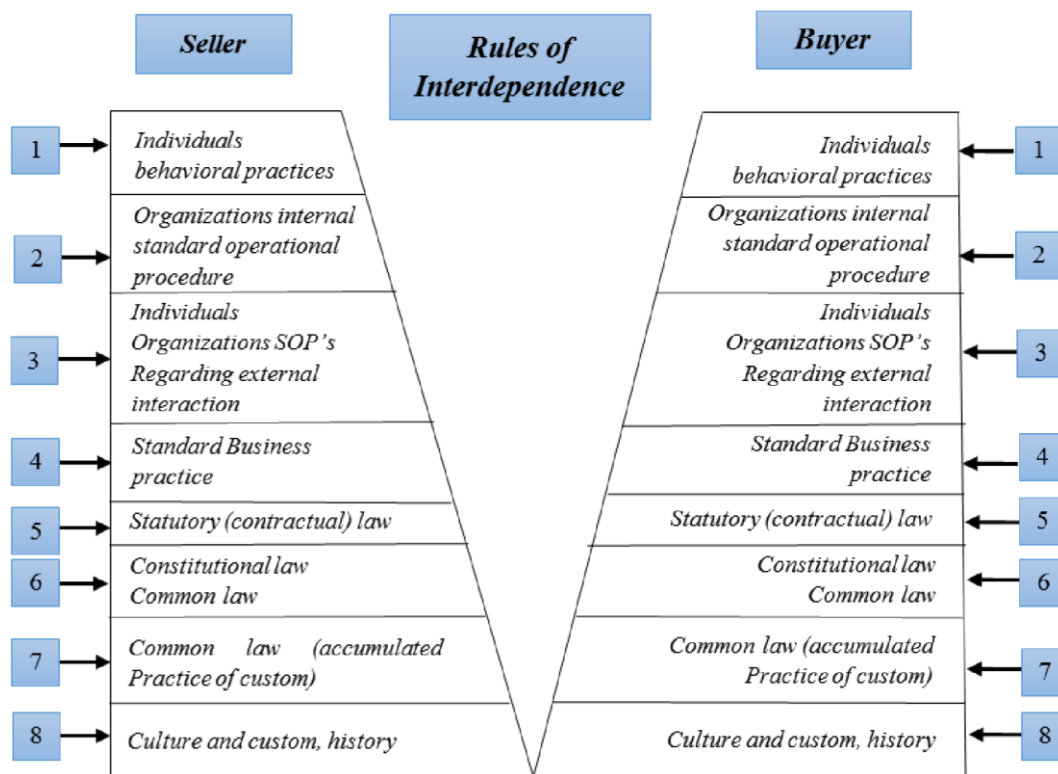 Seller
Rules of
Interdependence
Buyer
1
Individuals
behavioral practices
2
Organizations internal
standard operational
procedure
3
Individuals
Organizations SOP's
Regarding external
interaction
4
Standard Business
practice
5
Statutory (contractual) law
6
Constitutional law
Common law
7
Common law (accumulated
Practice of custom)
8
Culture and custom, history
Individuals
behavioral practices
1
Organizations internal
standard operational
procedure
2
Individuals
Organizations SOP's
Regarding external
interaction
3
Standard Business
practice
4
Statutory (contractual) law
5
Constitutional law
Common law
6
Common law (accumulated
Practice of custom)
7
Culture and custom, history
8